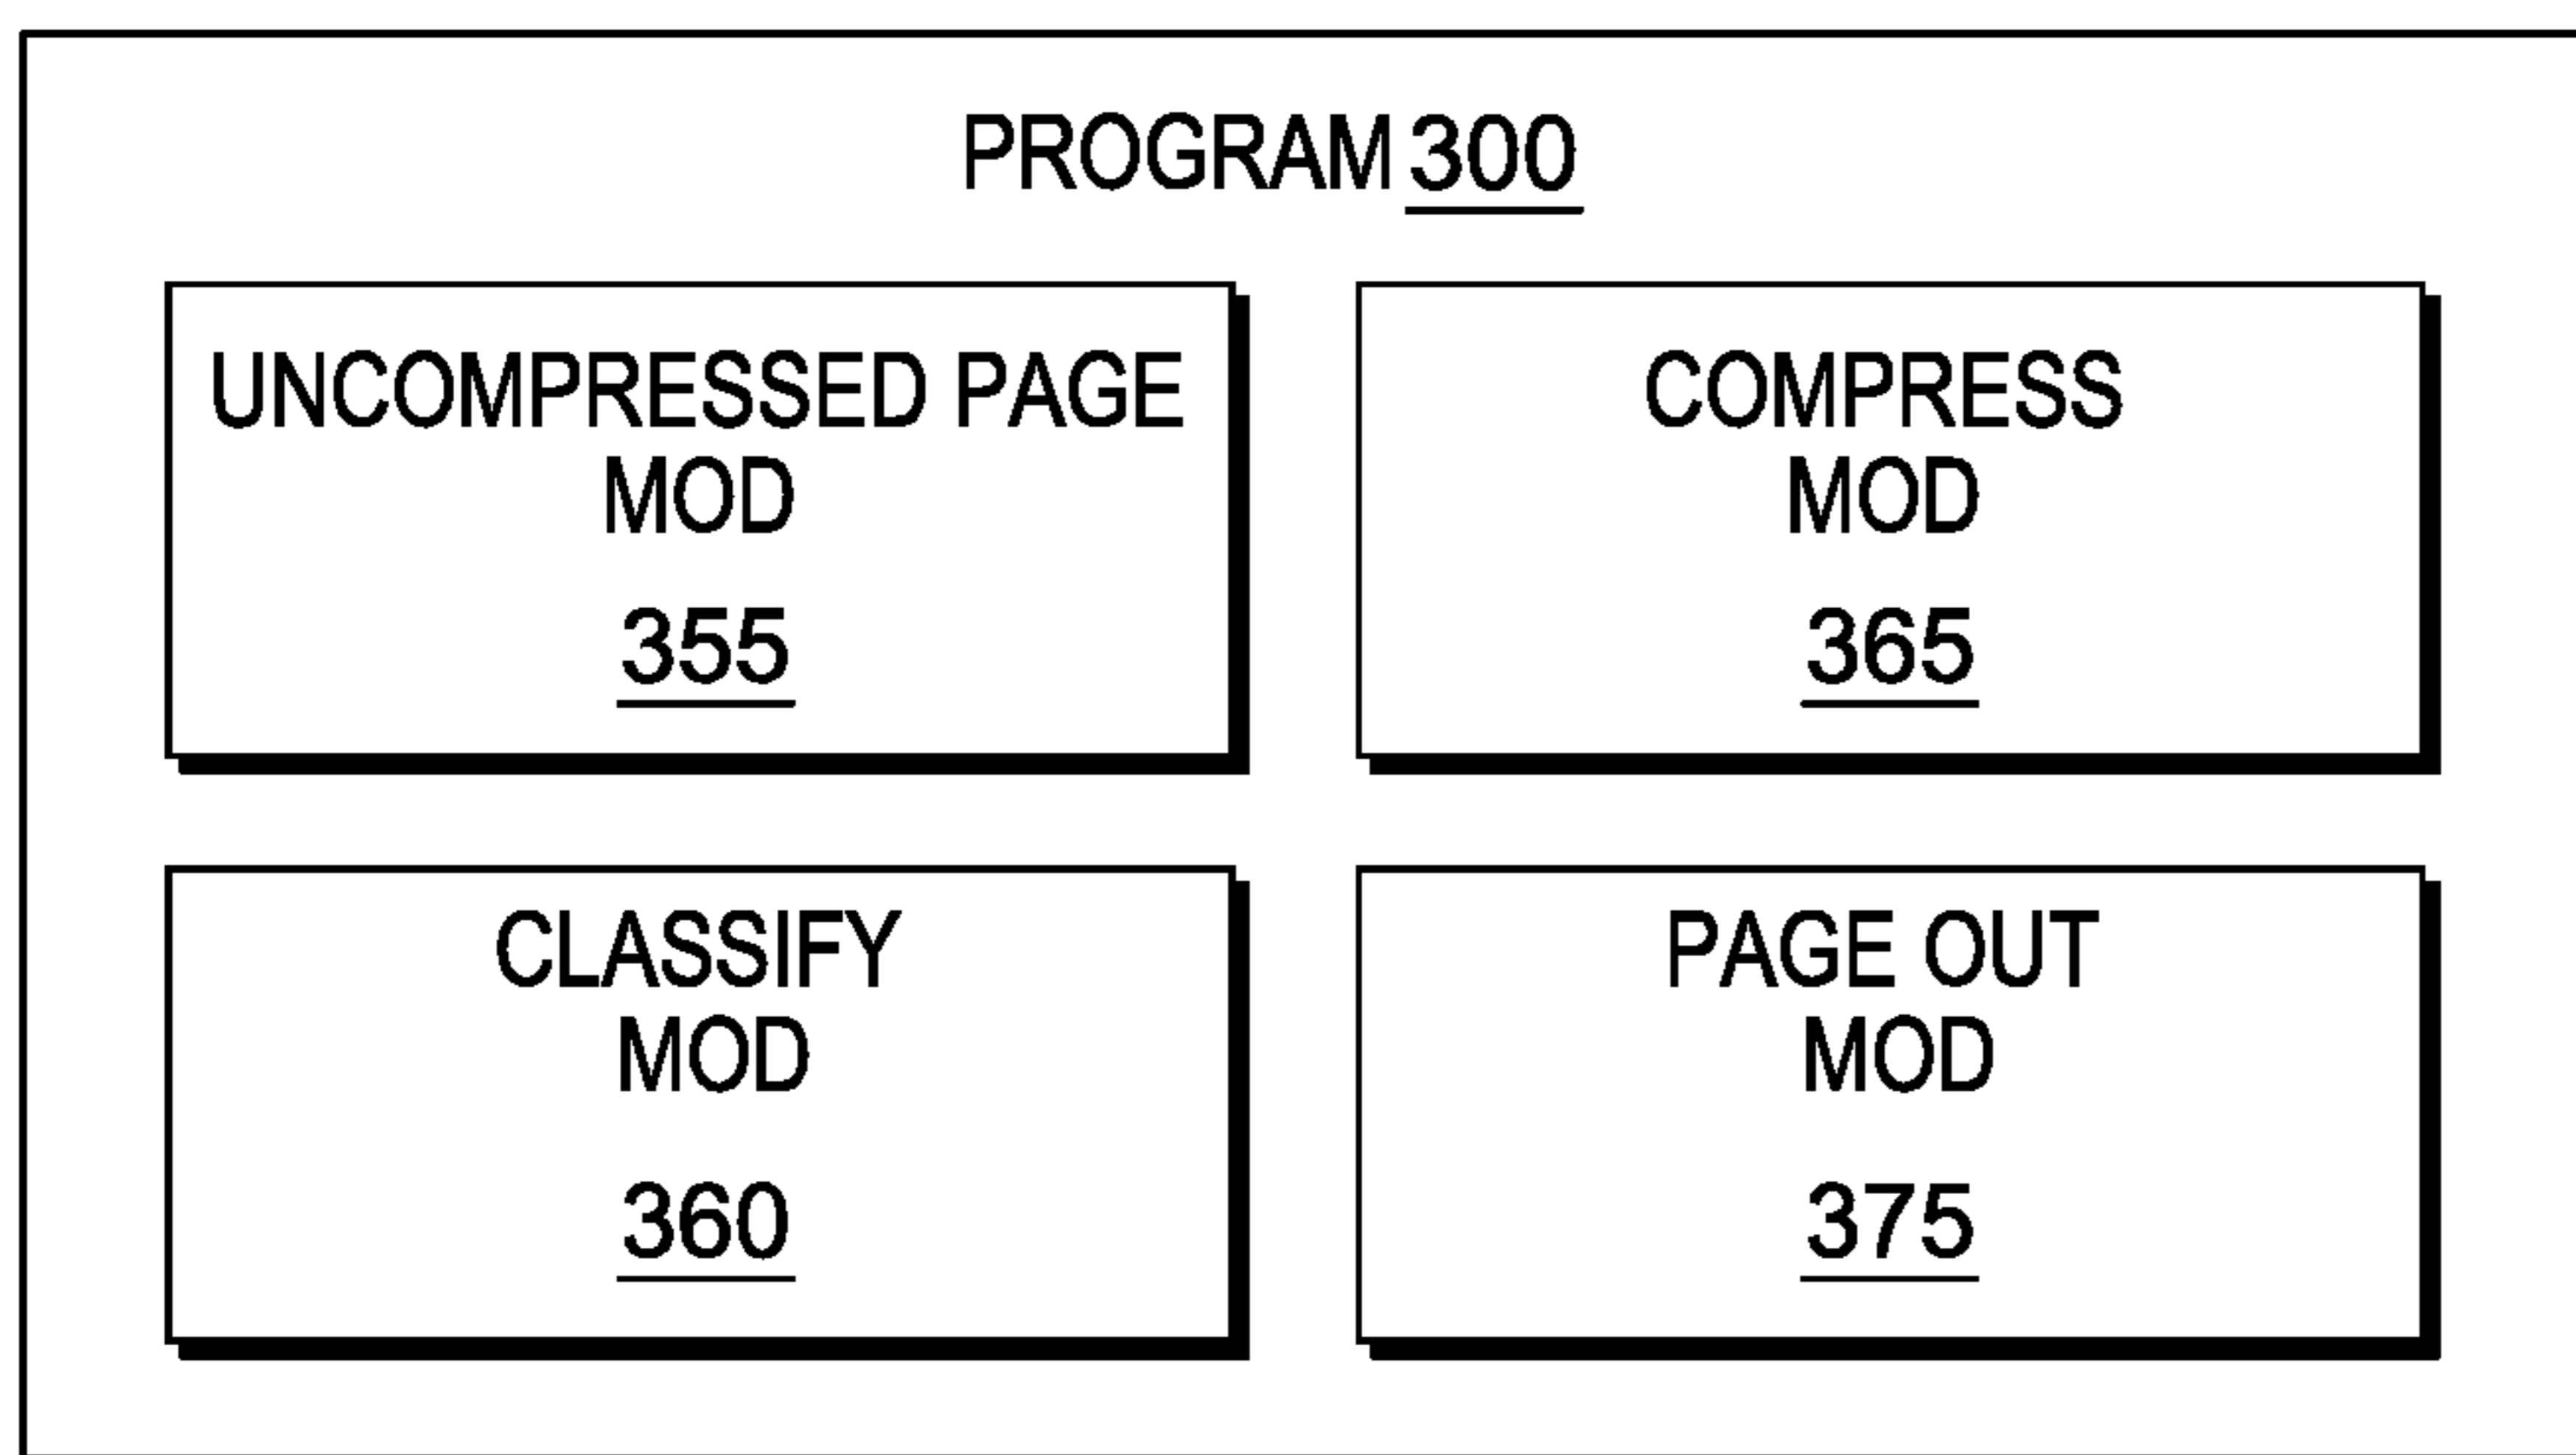 PROGRAM 300
UNCOMPRESSED PAGE
MOD
355
COMPRESS
MOD
365
CLASSIFY
MOD
360
PAGE OUT
MOD
375